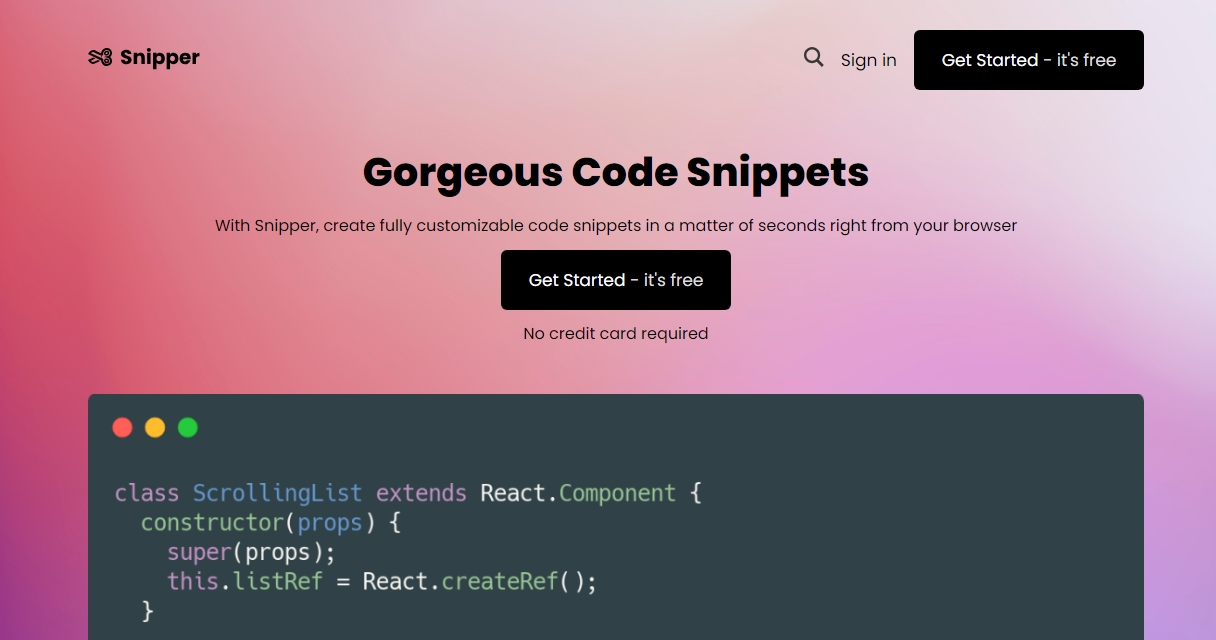 Snipper
Sign in
Get Started - it's free
Gorgeous Code Snippets
With Snipper, create fully customizable code snippets in a matter of seconds right from your browser
Get Started - it's free
No credit card required
class ScrollingList extends React.Component {
  constructor(props) {
    super(props);
    this.listRef = React.createRef();
  }